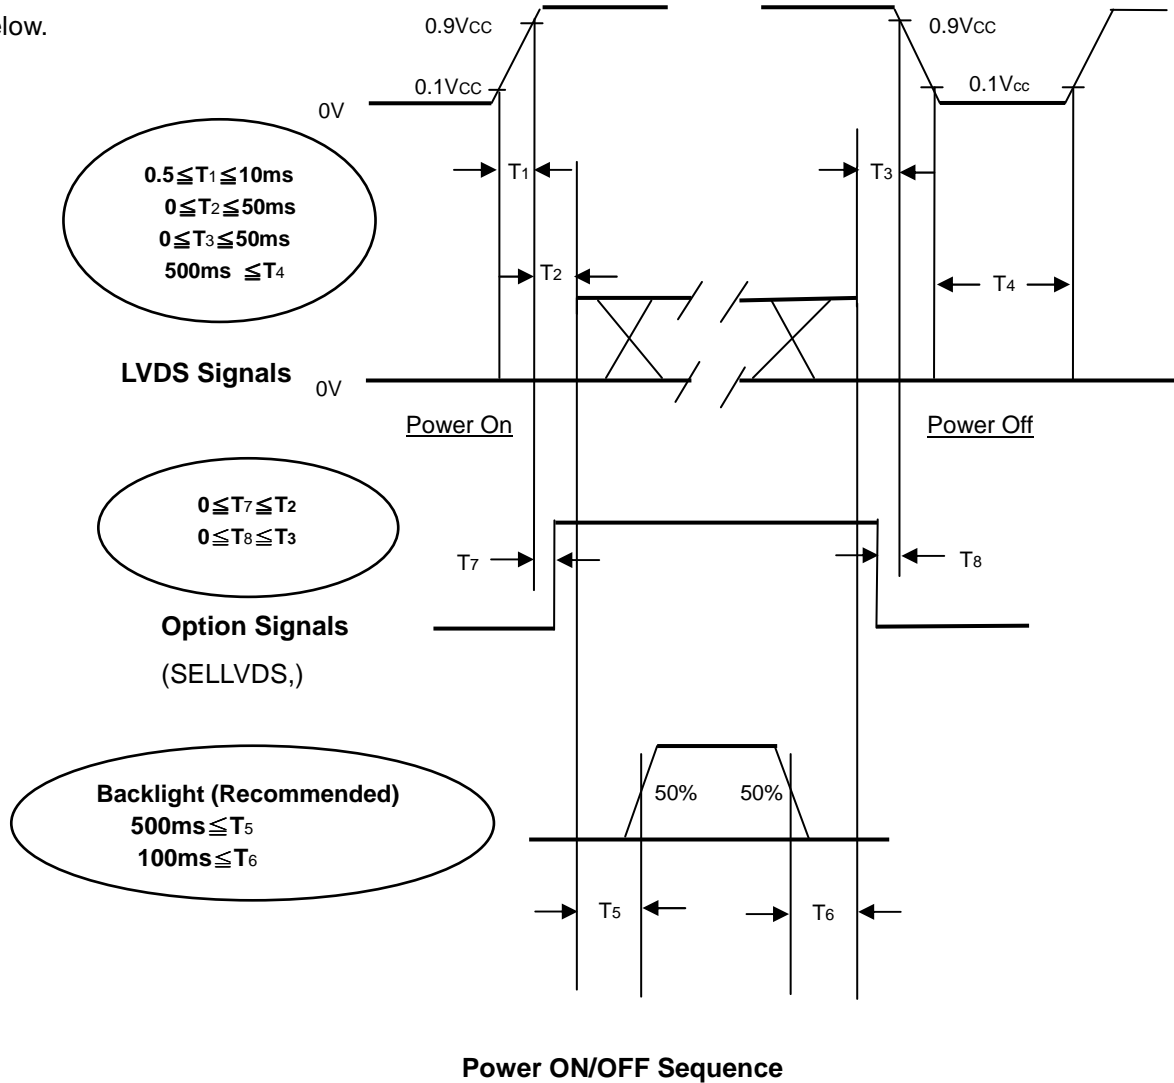 elow.
0.9VCC
0.9VCC
0.1VCC
0.1Vcc
0V
0.5≦T1≦10ms
0≦T2≦50ms
0≦T3≦50ms
500ms ≦T4
T1
T3
T2
T4
LVDS Signals
0V
Power On
Power Off
0≦T7≦T2
0≦T8≦T3
T7
T8
Option Signals
(SELLVDS,)
Backlight (Recommended)
500ms≦T5
100ms≦T6
50%
50%
T5
T6
Power ON/OFF Sequence